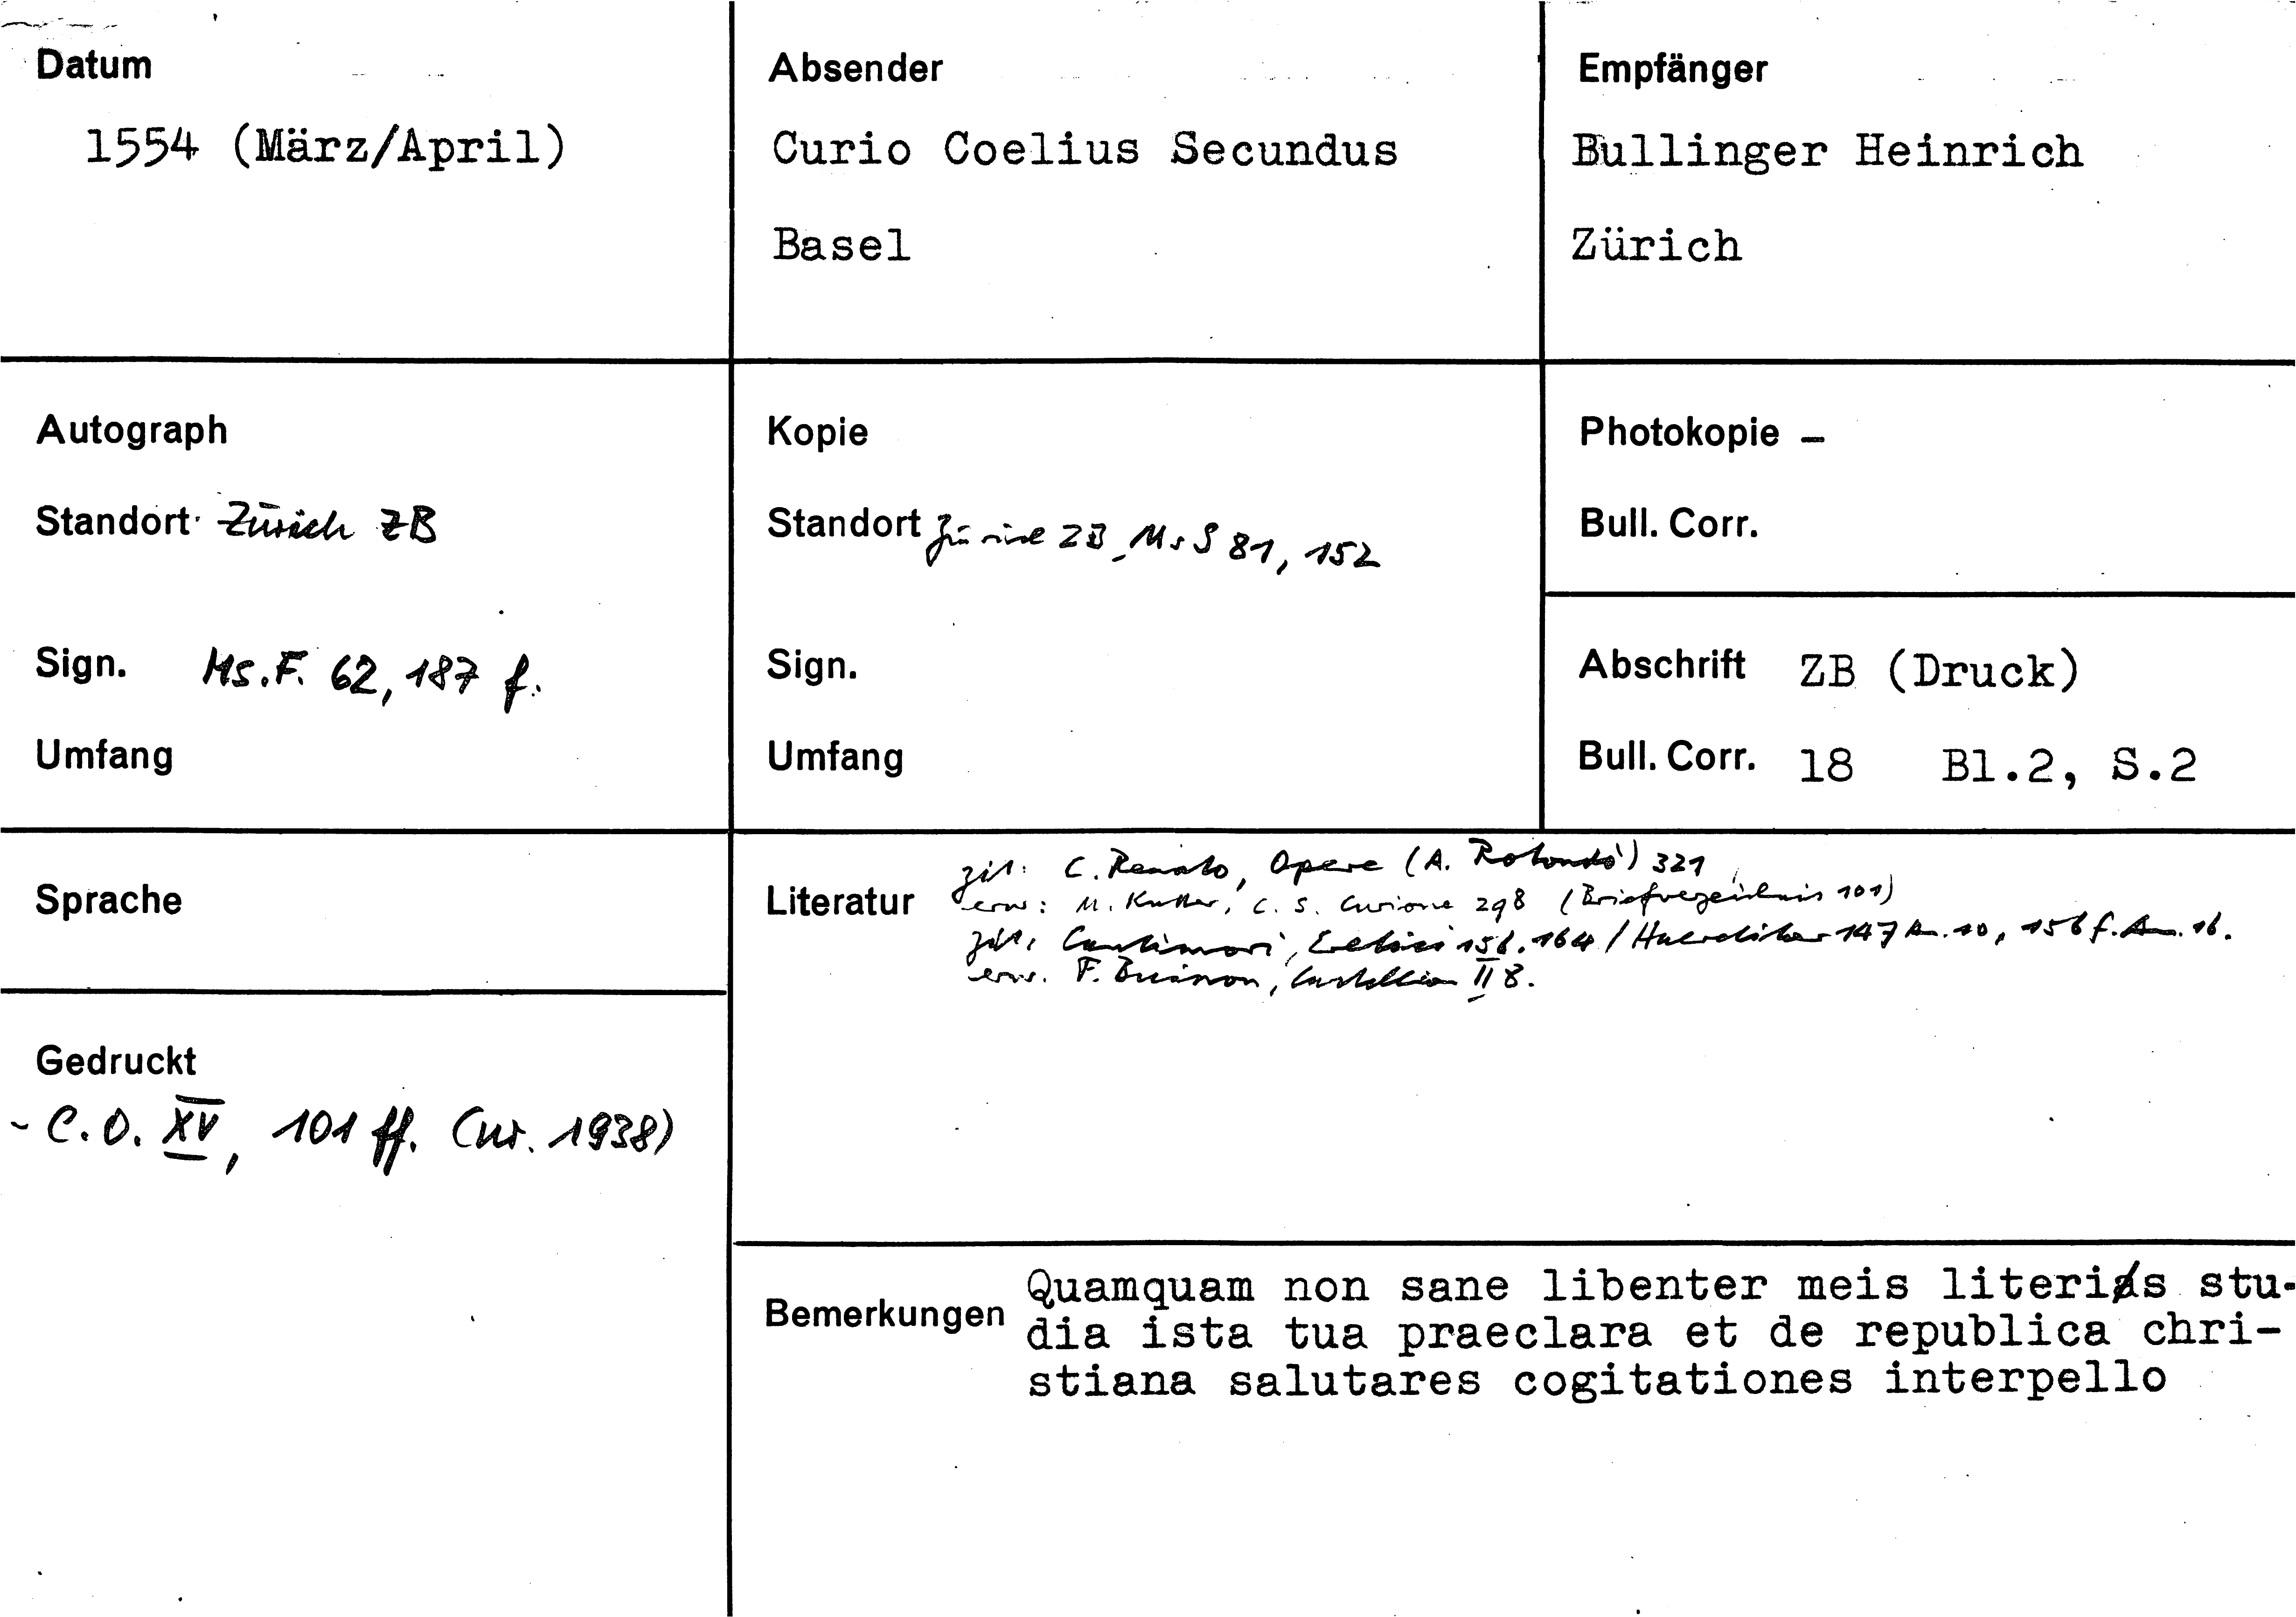 Datum
1554 (März/April)
Absender
Curio Coelius Secundus
Basel
Empfänger
Bullinger Heinrich
Zürich
Autograph
Standort Zürich ZB
Sign. Ms.F. 62, 187 f.
Umfang
Kopie
Standort Zürich ZB, Ms S 81, 152
Sign.
Umfang
Photokopie –
Bull. Corr.
Abschrift ZB (Druck)
Bull. Corr. 18 Bl.2, S.2
Sprache
Gedruckt
- C.O. XV, 101 ff. (nr. 1938)
Literatur
zit: C. Renato, Opere (A. Rotondò) 321
erw: M. Kutter, C. S. Curione 298 (Briefverzeichnis 101)
zit. Cantimori, Eretici 156. 164 / Haeretiker 147 A. 10, 156 f. A. 16.
erw. F. Buisson, Castellion II 8.
Bemerkungen
Quamquam non sane libenter meis literis stu-
dia ista tua praeclara et de republica chri-
stiana salutares cogitationes interpello